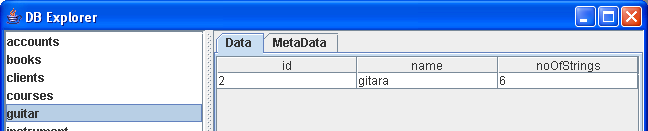 DB Explorer
accounts
books
clients
courses
guitar
instrument
Data MetaData
id name noOfStrings
2 gitara 6